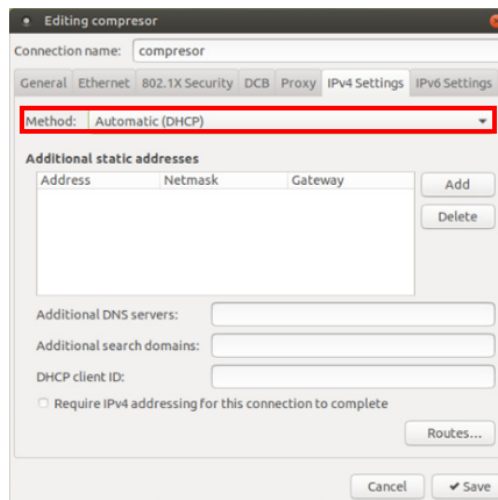 Editing compresor
Connection name: compresor
General Ethernet 802.1X Security DCB Proxy IPv4 Settings IPv6 Settings
Method: Automatic (DHCP)
Additional static addresses
Address Netmask Gateway
Add
Delete
Additional DNS servers:
Additional search domains:
DHCP client ID:
Require IPv4 addressing for this connection to complete
Routes...
Cancel Save